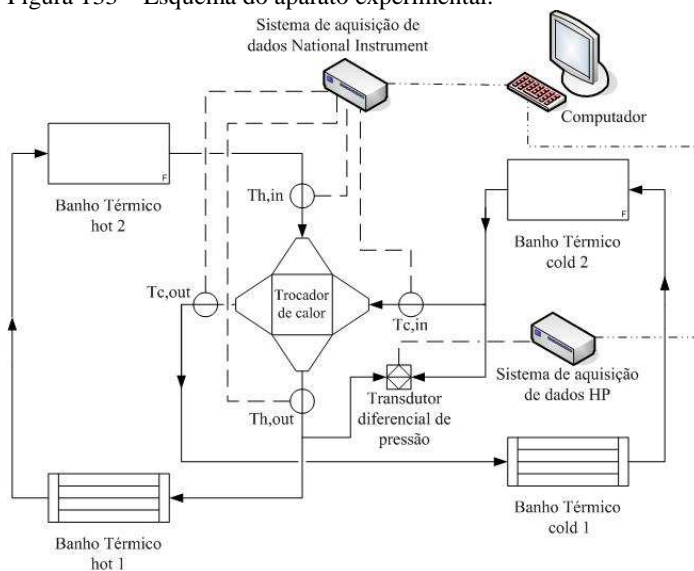 Figura 133 – Esquema do aparato experimental.
Sistema de aquisição de
dados National Instrument
Computador
Banho Térmico
hot 2
F
Th,in
Banho Térmico
cold 2
F
Tc,out
Trocador
de calor
Tc,in
Sistema de aquisição
de dados HP
Transdutor
diferencial de
pressão
Th,out
Banho Térmico
hot 1
Banho Térmico
cold 1